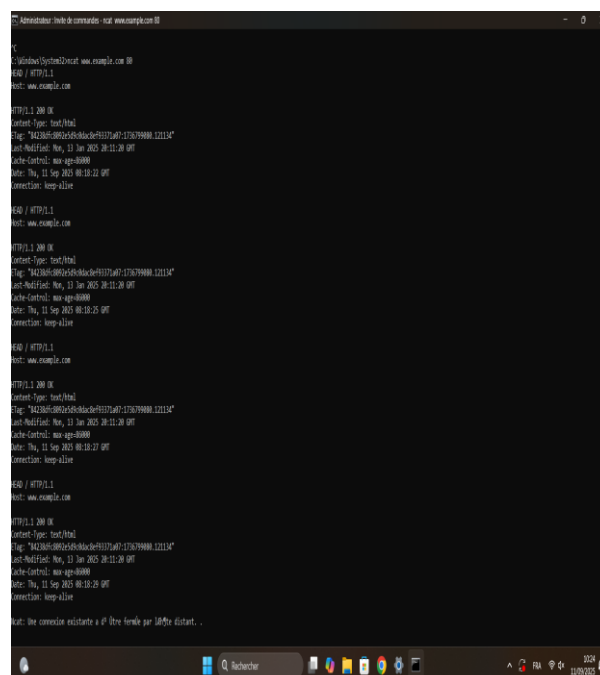 Administrateur : Invite de commandes - ncat www.example.com 80
^C
C:\Windows\System32>ncat www.example.com 80
HEAD / HTTP/1.1
Host: www.example.com
HTTP/1.1 200 OK
Content-Type: text/html
ETag: "84238dfc8092e5d9c0dac8ef93371a07:1736799080.121134"
Last-Modified: Mon, 13 Jan 2025 20:11:20 GMT
Cache-Control: max-age=86000
Date: Thu, 11 Sep 2025 08:18:22 GMT
Connection: keep-alive
HEAD / HTTP/1.1
Host: www.example.com
HTTP/1.1 200 OK
Content-Type: text/html
ETag: "84238dfc8092e5d9c0dac8ef93371a07:1736799080.121134"
Last-Modified: Mon, 13 Jan 2025 20:11:20 GMT
Cache-Control: max-age=86000
Date: Thu, 11 Sep 2025 08:18:25 GMT
Connection: keep-alive
HEAD / HTTP/1.1
Host: www.example.com
HTTP/1.1 200 OK
Content-Type: text/html
ETag: "84238dfc8092e5d9c0dac8ef93371a07:1736799080.121134"
Last-Modified: Mon, 13 Jan 2025 20:11:20 GMT
Cache-Control: max-age=86000
Date: Thu, 11 Sep 2025 08:18:27 GMT
Connection: keep-alive
HEAD / HTTP/1.1
Host: www.example.com
HTTP/1.1 200 OK
Content-Type: text/html
ETag: "84238dfc8092e5d9c0dac8ef93371a07:1736799080.121134"
Last-Modified: Mon, 13 Jan 2025 20:11:20 GMT
Cache-Control: max-age=86000
Date: Thu, 11 Sep 2025 08:18:29 GMT
Connection: keep-alive
Ncat: Une connexion existante a par distant. .
Rechercher
FRA
10:24
11/09/2025